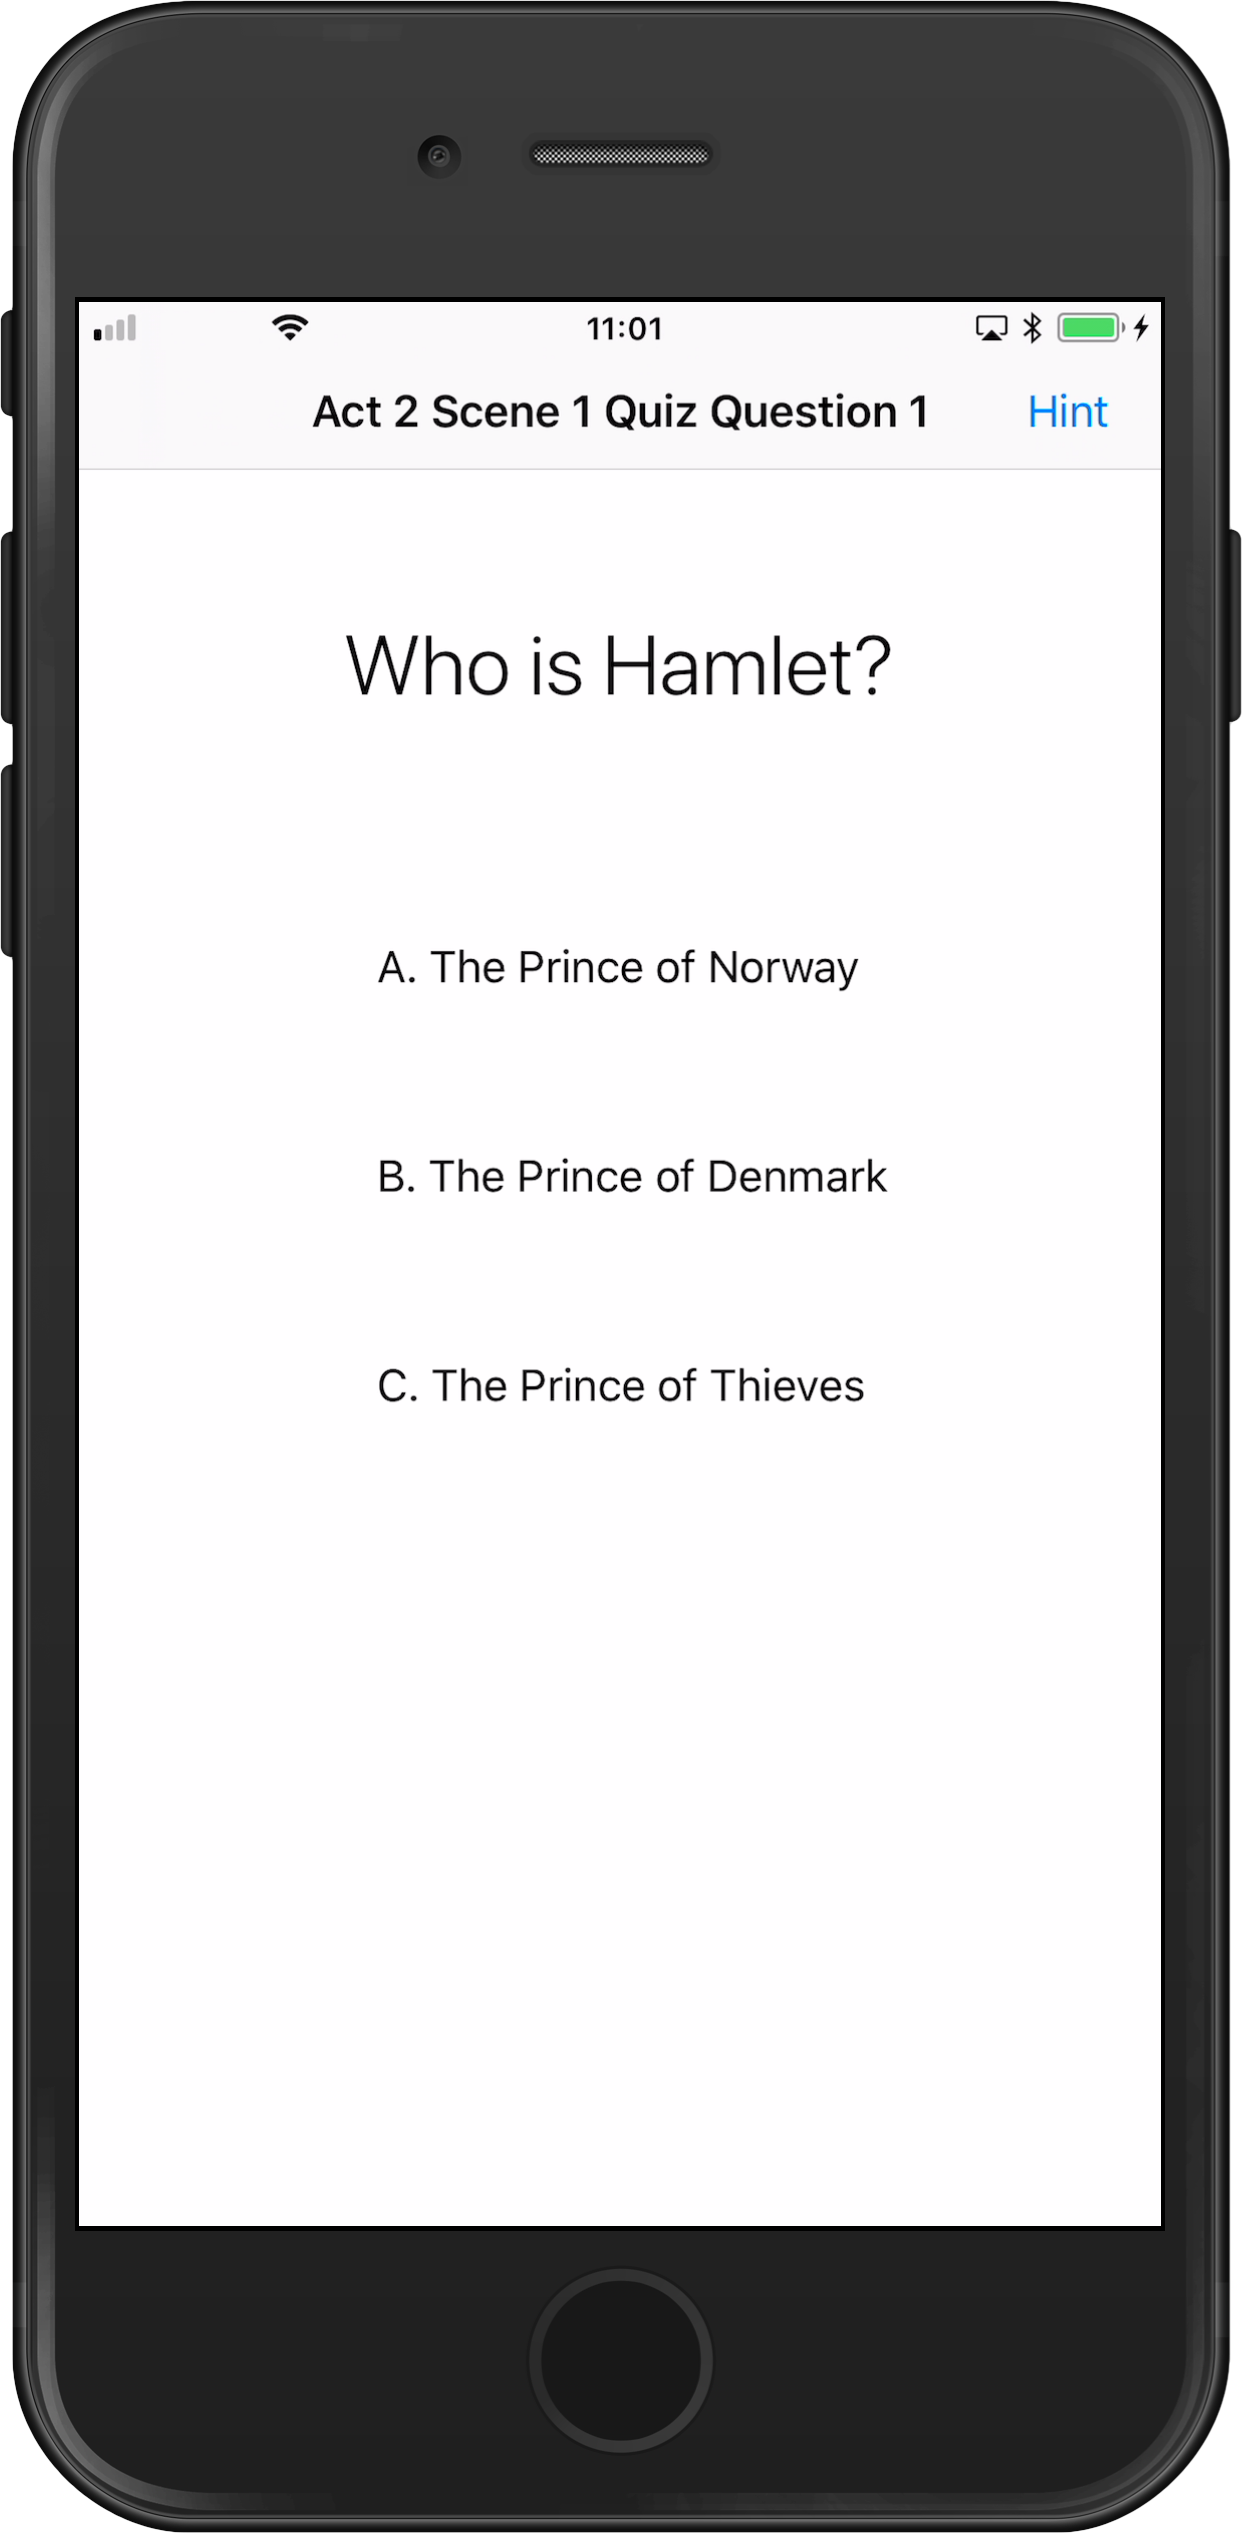 11:01
Act 2 Scene 1 Quiz Question 1 Hint
Who is Hamlet?
A. The Prince of Norway
B. The Prince of Denmark
C. The Prince of Thieves